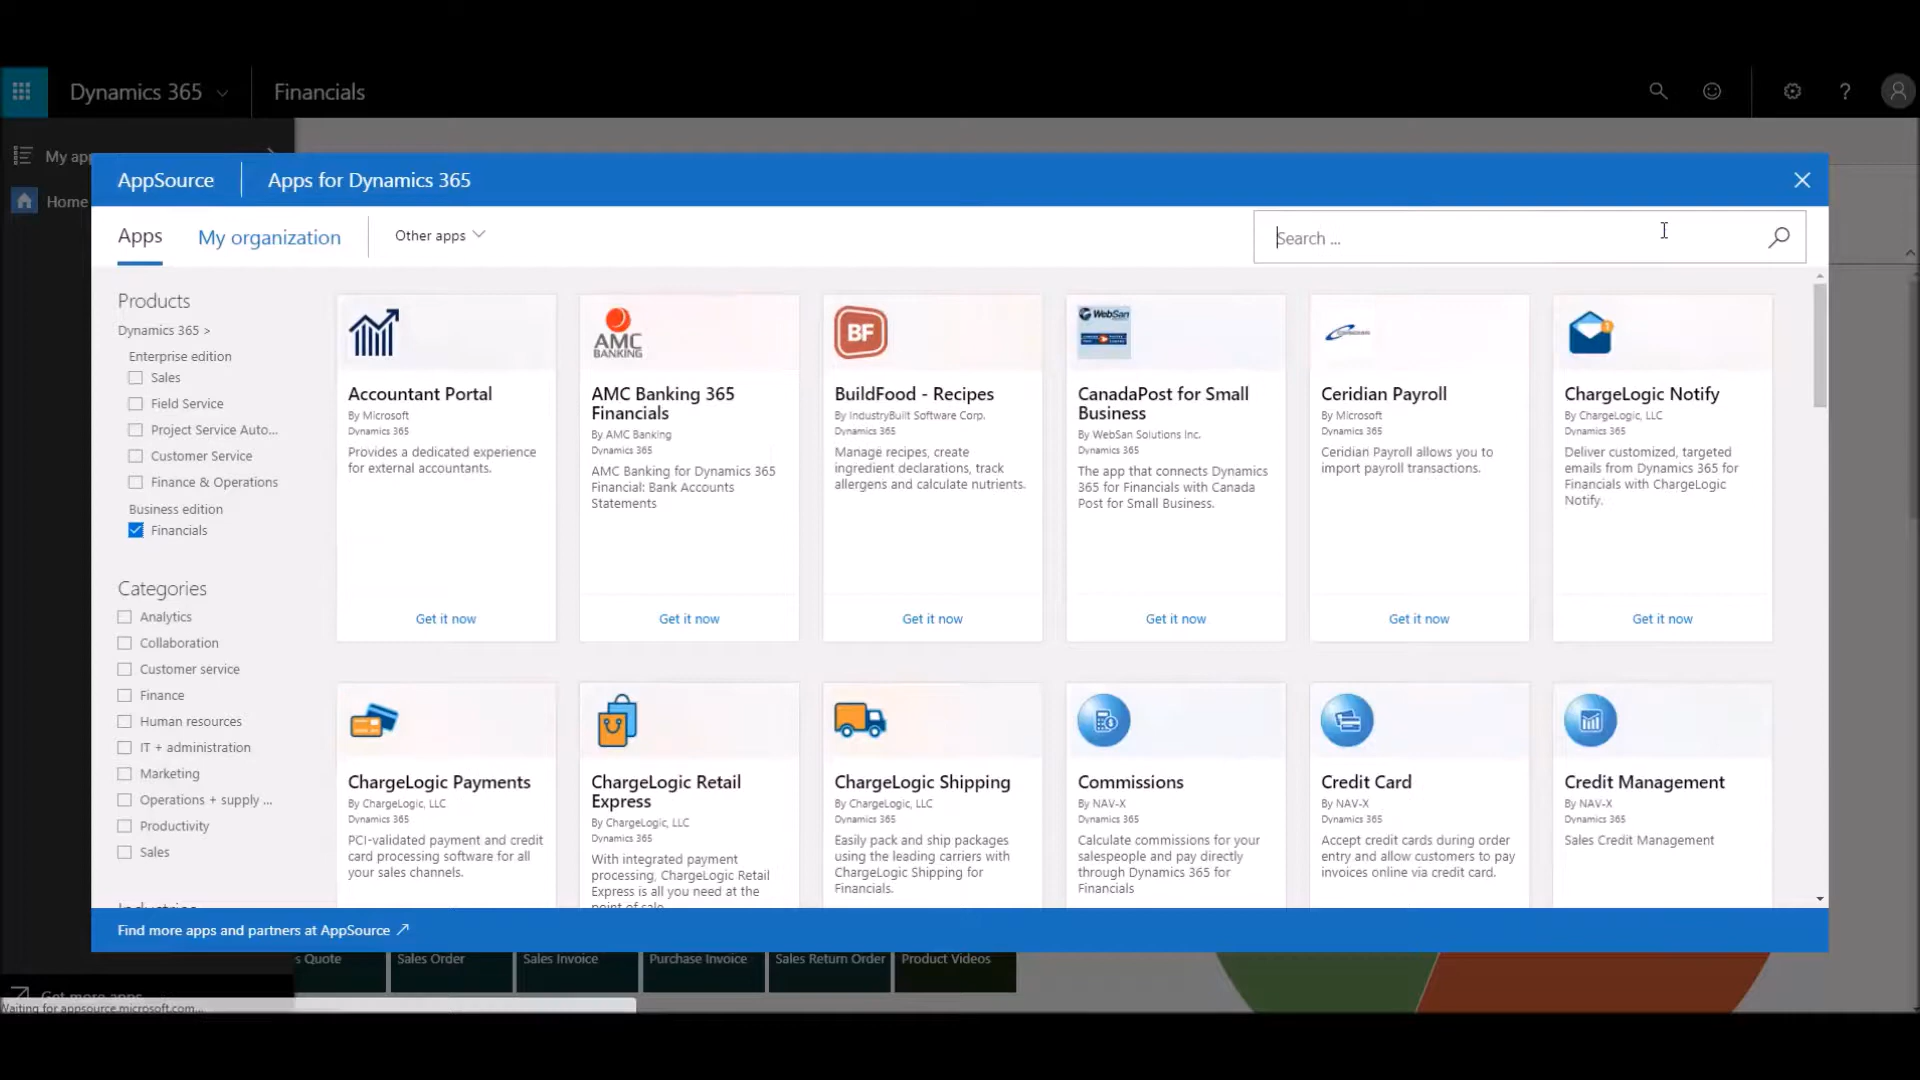 Dynamics 365
Financials
My app
Home
AppSource
Apps for Dynamics 365
Apps
My organization
Other apps
Search ...
Products
Dynamics 365 >
Enterprise edition
Sales
Field Service
Project Service Auto...
Customer Service
Finance & Operations
Business edition
Financials
Categories
Analytics
Collaboration
Customer service
Finance
Human resources
IT + administration
Marketing
Operations + supply ...
Productivity
Sales
Industries
Accountant Portal
By Microsoft
Dynamics 365
Provides a dedicated experience
for external accountants.
Get it now
AMC BANKING
AMC Banking 365
Financials
By AMC Banking
Dynamics 365
AMC Banking for Dynamics 365
Financial: Bank Accounts
Statements
Get it now
BF
BuildFood - Recipes
By IndustryBuilt Software Corp.
Dynamics 365
Manage recipes, create
ingredient declarations, track
allergens and calculate nutrients.
Get it now
WebSan
CanadaPost for Small
Business
By WebSan Solutions Inc.
Dynamics 365
The app that connects Dynamics
365 for Financials with Canada
Post for Small Business.
Get it now
Ceridian Payroll
By Microsoft
Dynamics 365
Ceridian Payroll allows you to
import payroll transactions.
Get it now
ChargeLogic Notify
By ChargeLogic, LLC
Dynamics 365
Deliver customized, targeted
emails from Dynamics 365 for
Financials with ChargeLogic
Notify.
Get it now
ChargeLogic Payments
By ChargeLogic, LLC
Dynamics 365
PCI-validated payment and credit
card processing software for all
your sales channels.
ChargeLogic Retail
Express
By ChargeLogic, LLC
Dynamics 365
With integrated payment
processing, ChargeLogic Retail
Express is all you need at the
point of sale
ChargeLogic Shipping
By ChargeLogic, LLC
Dynamics 365
Easily pack and ship packages
using the leading carriers with
ChargeLogic Shipping for
Financials.
Commissions
By NAV-X
Dynamics 365
Calculate commissions for your
salespeople and pay directly
through Dynamics 365 for
Financials
Credit Card
By NAV-X
Dynamics 365
Accept credit cards during order
entry and allow customers to pay
invoices online via credit card.
Credit Management
By NAV-X
Dynamics 365
Sales Credit Management
Find more apps and partners at AppSource
s Quote
Sales Order
Sales Invoice
Purchase Invoice
Sales Return Order
Product Videos
Get more apps
Waiting for appsource.microsoft.com...